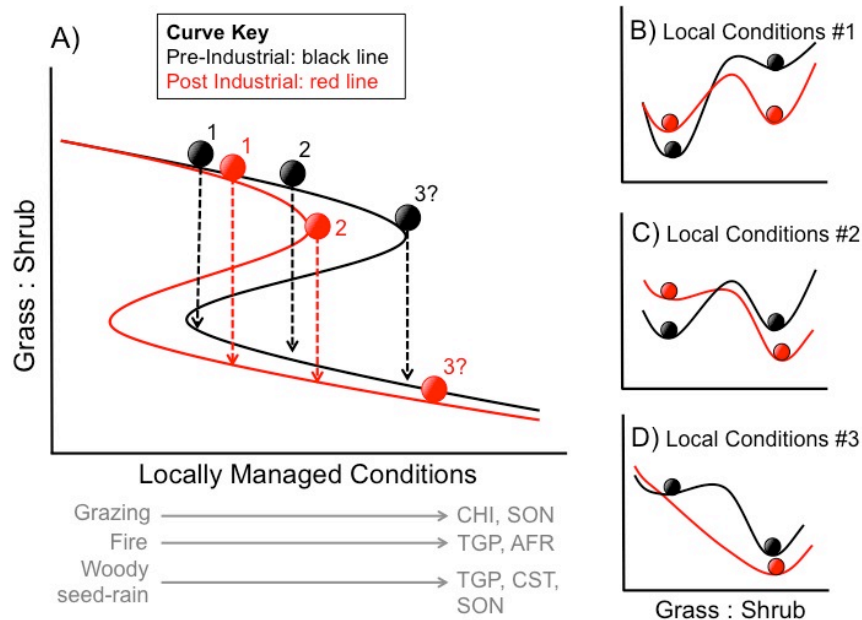 A)
Curve Key
Pre-Industrial: black line
Post Industrial: red line
1
1
2
3?
2
3?
Grass : Shrub
Locally Managed Conditions
Grazing
CHI, SON
Fire
TGP, AFR
Woody
seed-rain
TGP, CST,
SON
B) Local Conditions #1
C) Local Conditions #2
D) Local Conditions #3
Grass : Shrub